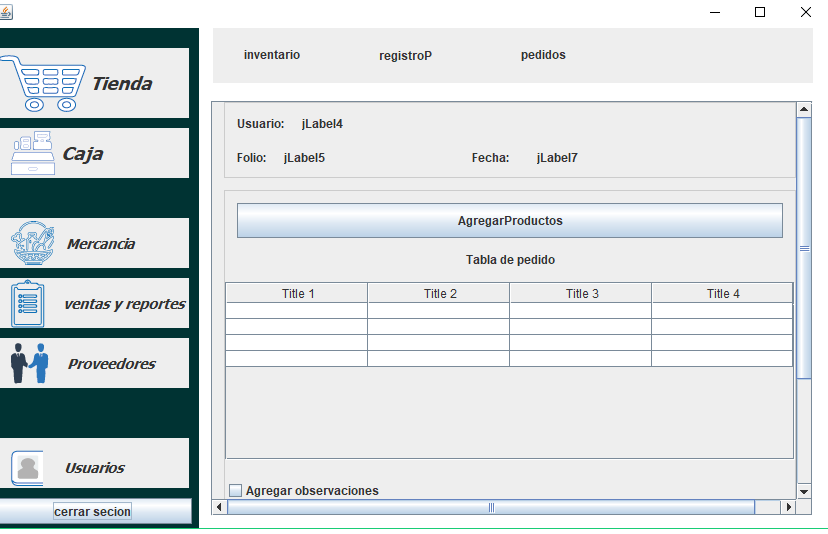 Tienda
Caja
Mercancia
ventas y reportes
Proveedores
Usuarios
cerrar secion
inventario registroP pedidos
Usuario: jLabel4
Folio: jLabel5 Fecha: jLabel7
AgregarProductos
Tabla de pedido
Title 1 Title 2 Title 3 Title 4
Agregar observaciones